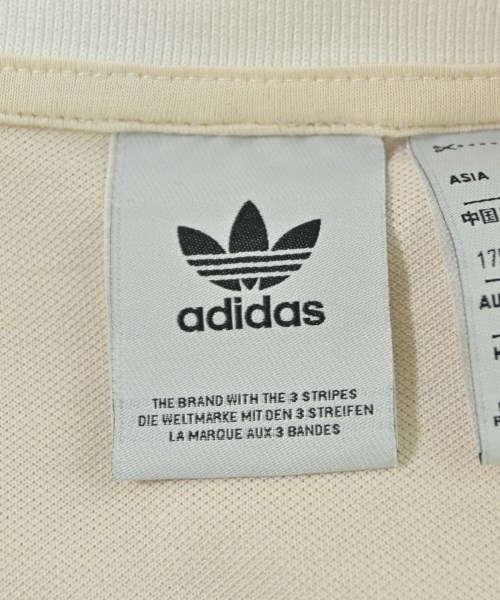 adidas
THE BRAND WITH THE 3 STRIPES
DIE WELTMARKE MIT DEN 3 STREIFEN
LA MARQUE AUX 3 BANDES
ASIA
中国
AU